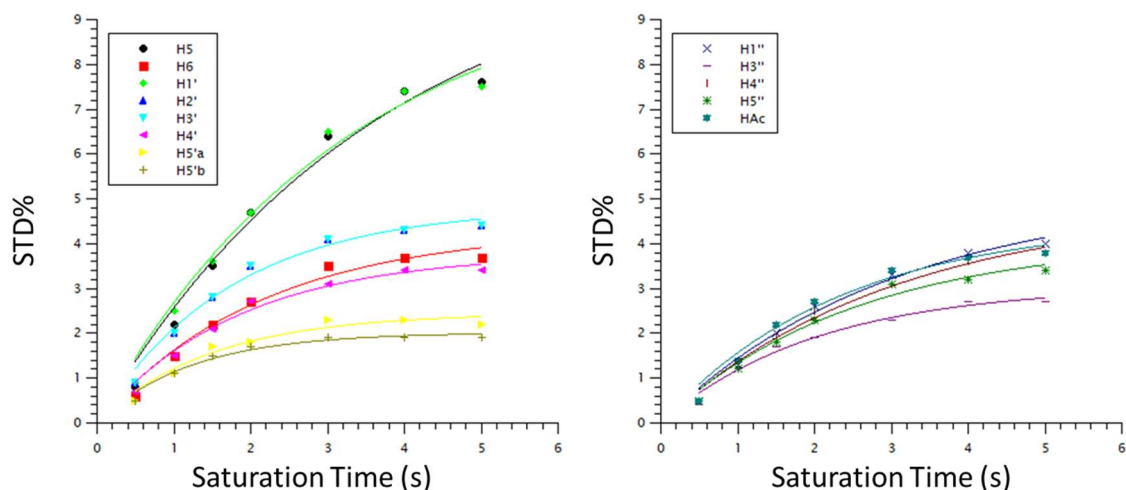 9
8
7
6
5
4
3
2
1
0
STD%
H5
H6
H1'
H2'
H3'
H4'
H5'a
H5'b
0 1 2 3 4 5 6
Saturation Time (s)
9
8
7
6
5
4
3
2
1
0
STD%
H1''
H3''
H4''
H5''
HAc
0 1 2 3 4 5 6
Saturation Time (s)